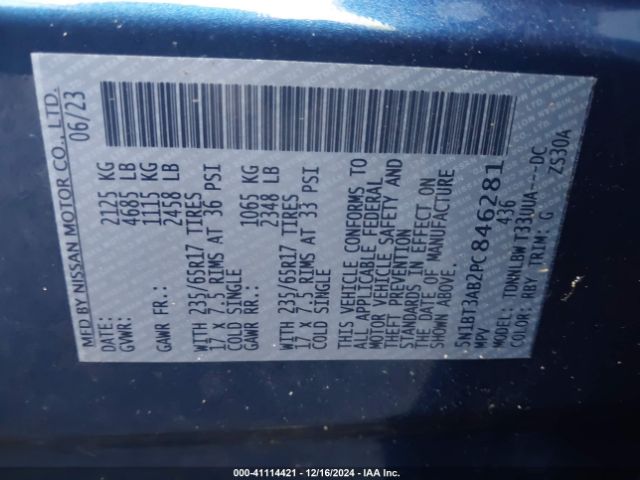 MFD BY NISSAN MOTOR CO., LTD.
DATE: 06/23
GVWR: 2125 KG
4685 LB
GAWR FR.: 1115 KG
2458 LB
WITH 235/65R17 TIRES
17 X 7.5 RIMS AT 36 PSI
COLD SINGLE
GAWR RR.: 1065 KG
2348 LB
WITH 235/65R17 TIRES
17 X 7.5 RIMS AT 33 PSI
COLD SINGLE
THIS VEHICLE CONFORMS TO
ALL APPLICABLE FEDERAL
MOTOR VEHICLE SAFETY AND
THEFT PREVENTION
STANDARDS IN EFFECT ON
THE DATE OF MANUFACTURE
SHOWN ABOVE.
5N1BT3AB2PC846281
MPV 436
MODEL: TDNNLBW T33UUA---DC
COLOR: RBY TRIM: G ZS30A
000-41114421 - 12/16/2024 - IAA Inc.